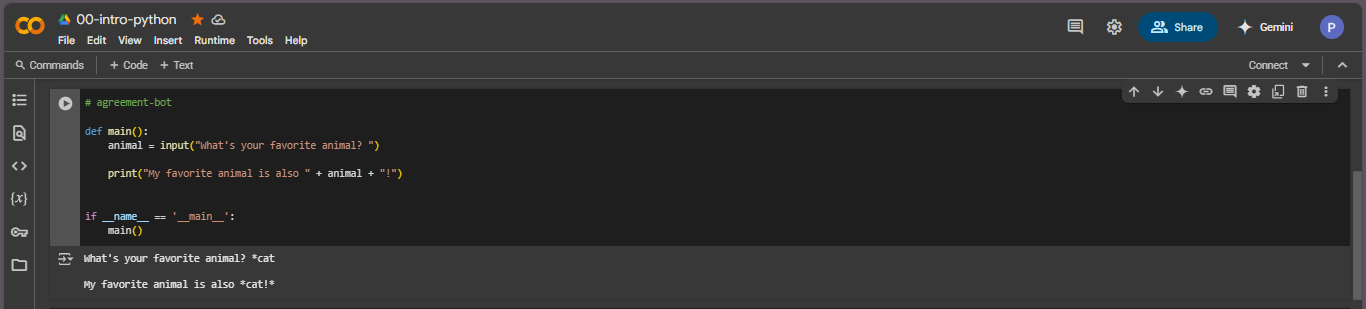 CO 00-intro-python
File Edit View Insert Runtime Tools Help
Share Gemini P
Commands + Code + Text Connect
# agreement-bot
def main():
animal = input("What's your favorite animal? ")
print("My favorite animal is also " + animal + "!")
if __name__ == '__main__':
main()
What's your favorite animal? *cat
My favorite animal is also *cat!*